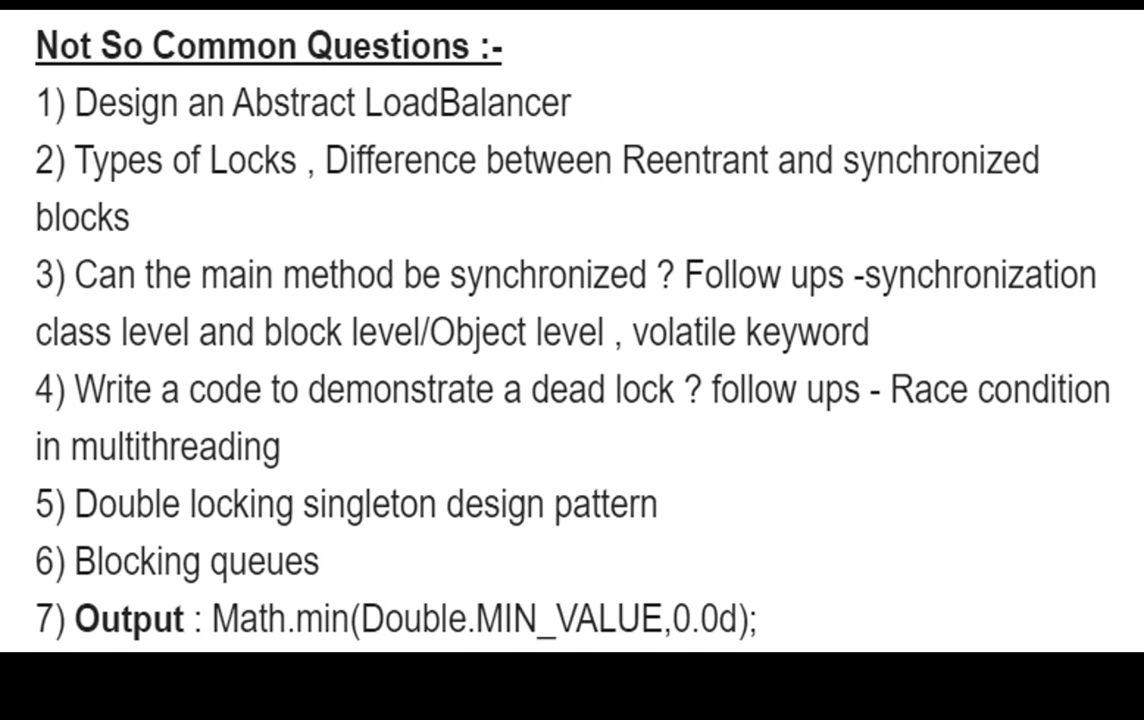 Not So Common Questions :-
1) Design an Abstract LoadBalancer
2) Types of Locks , Difference between Reentrant and synchronized
blocks
3) Can the main method be synchronized ? Follow ups -synchronization
class level and block level/Object level , volatile keyword
4) Write a code to demonstrate a dead lock ? follow ups - Race condition
in multithreading
5) Double locking singleton design pattern
6) Blocking queues
7) Output : Math.min(Double.MIN_VALUE,0.0d);